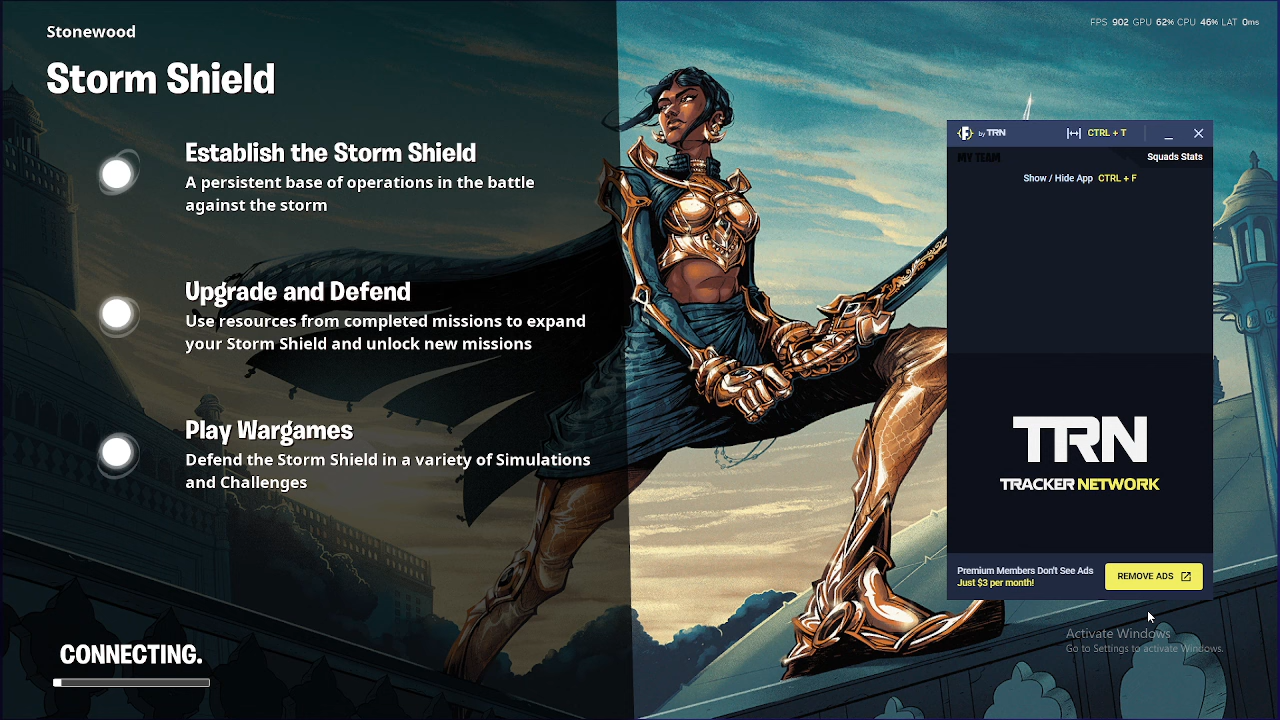 Stonewood
Storm Shield
Establish the Storm Shield
A persistent base of operations in the battle
against the storm
Upgrade and Defend
Use resources from completed missions to expand
your Storm Shield and unlock new missions
Play Wargames
Defend the Storm Shield in a variety of Simulations
and Challenges
CONNECTING.
FPS 902 GPU 62% CPU 46% LAT 0ms
by TRN CTRL + T
MY TEAM Squads Stats
Show / Hide App CTRL + F
TRN
TRACKER NETWORK
Premium Members Don't See Ads
Just $3 per month!
REMOVE ADS
Activate Windows
Go to Settings to activate Windows.